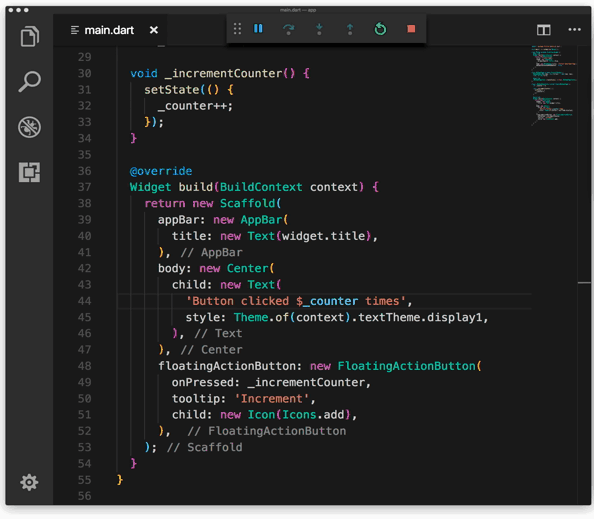 main.dart — app
main.dart
29
30 void _incrementCounter() {
31 setState(() {
32 _counter++;
33 });
34 }
35
36 @override
37 Widget build(BuildContext context) {
38 return new Scaffold(
39 appBar: new AppBar(
40 title: new Text(widget.title),
41 ), // AppBar
42 body: new Center(
43 child: new Text(
44 'Button clicked $_counter times',
45 style: Theme.of(context).textTheme.display1,
46 ), // Text
47 ), // Center
48 floatingActionButton: new FloatingActionButton(
49 onPressed: _incrementCounter,
50 tooltip: 'Increment',
51 child: new Icon(Icons.add),
52 ), // FloatingActionButton
53 ); // Scaffold
54 }
55 }
56